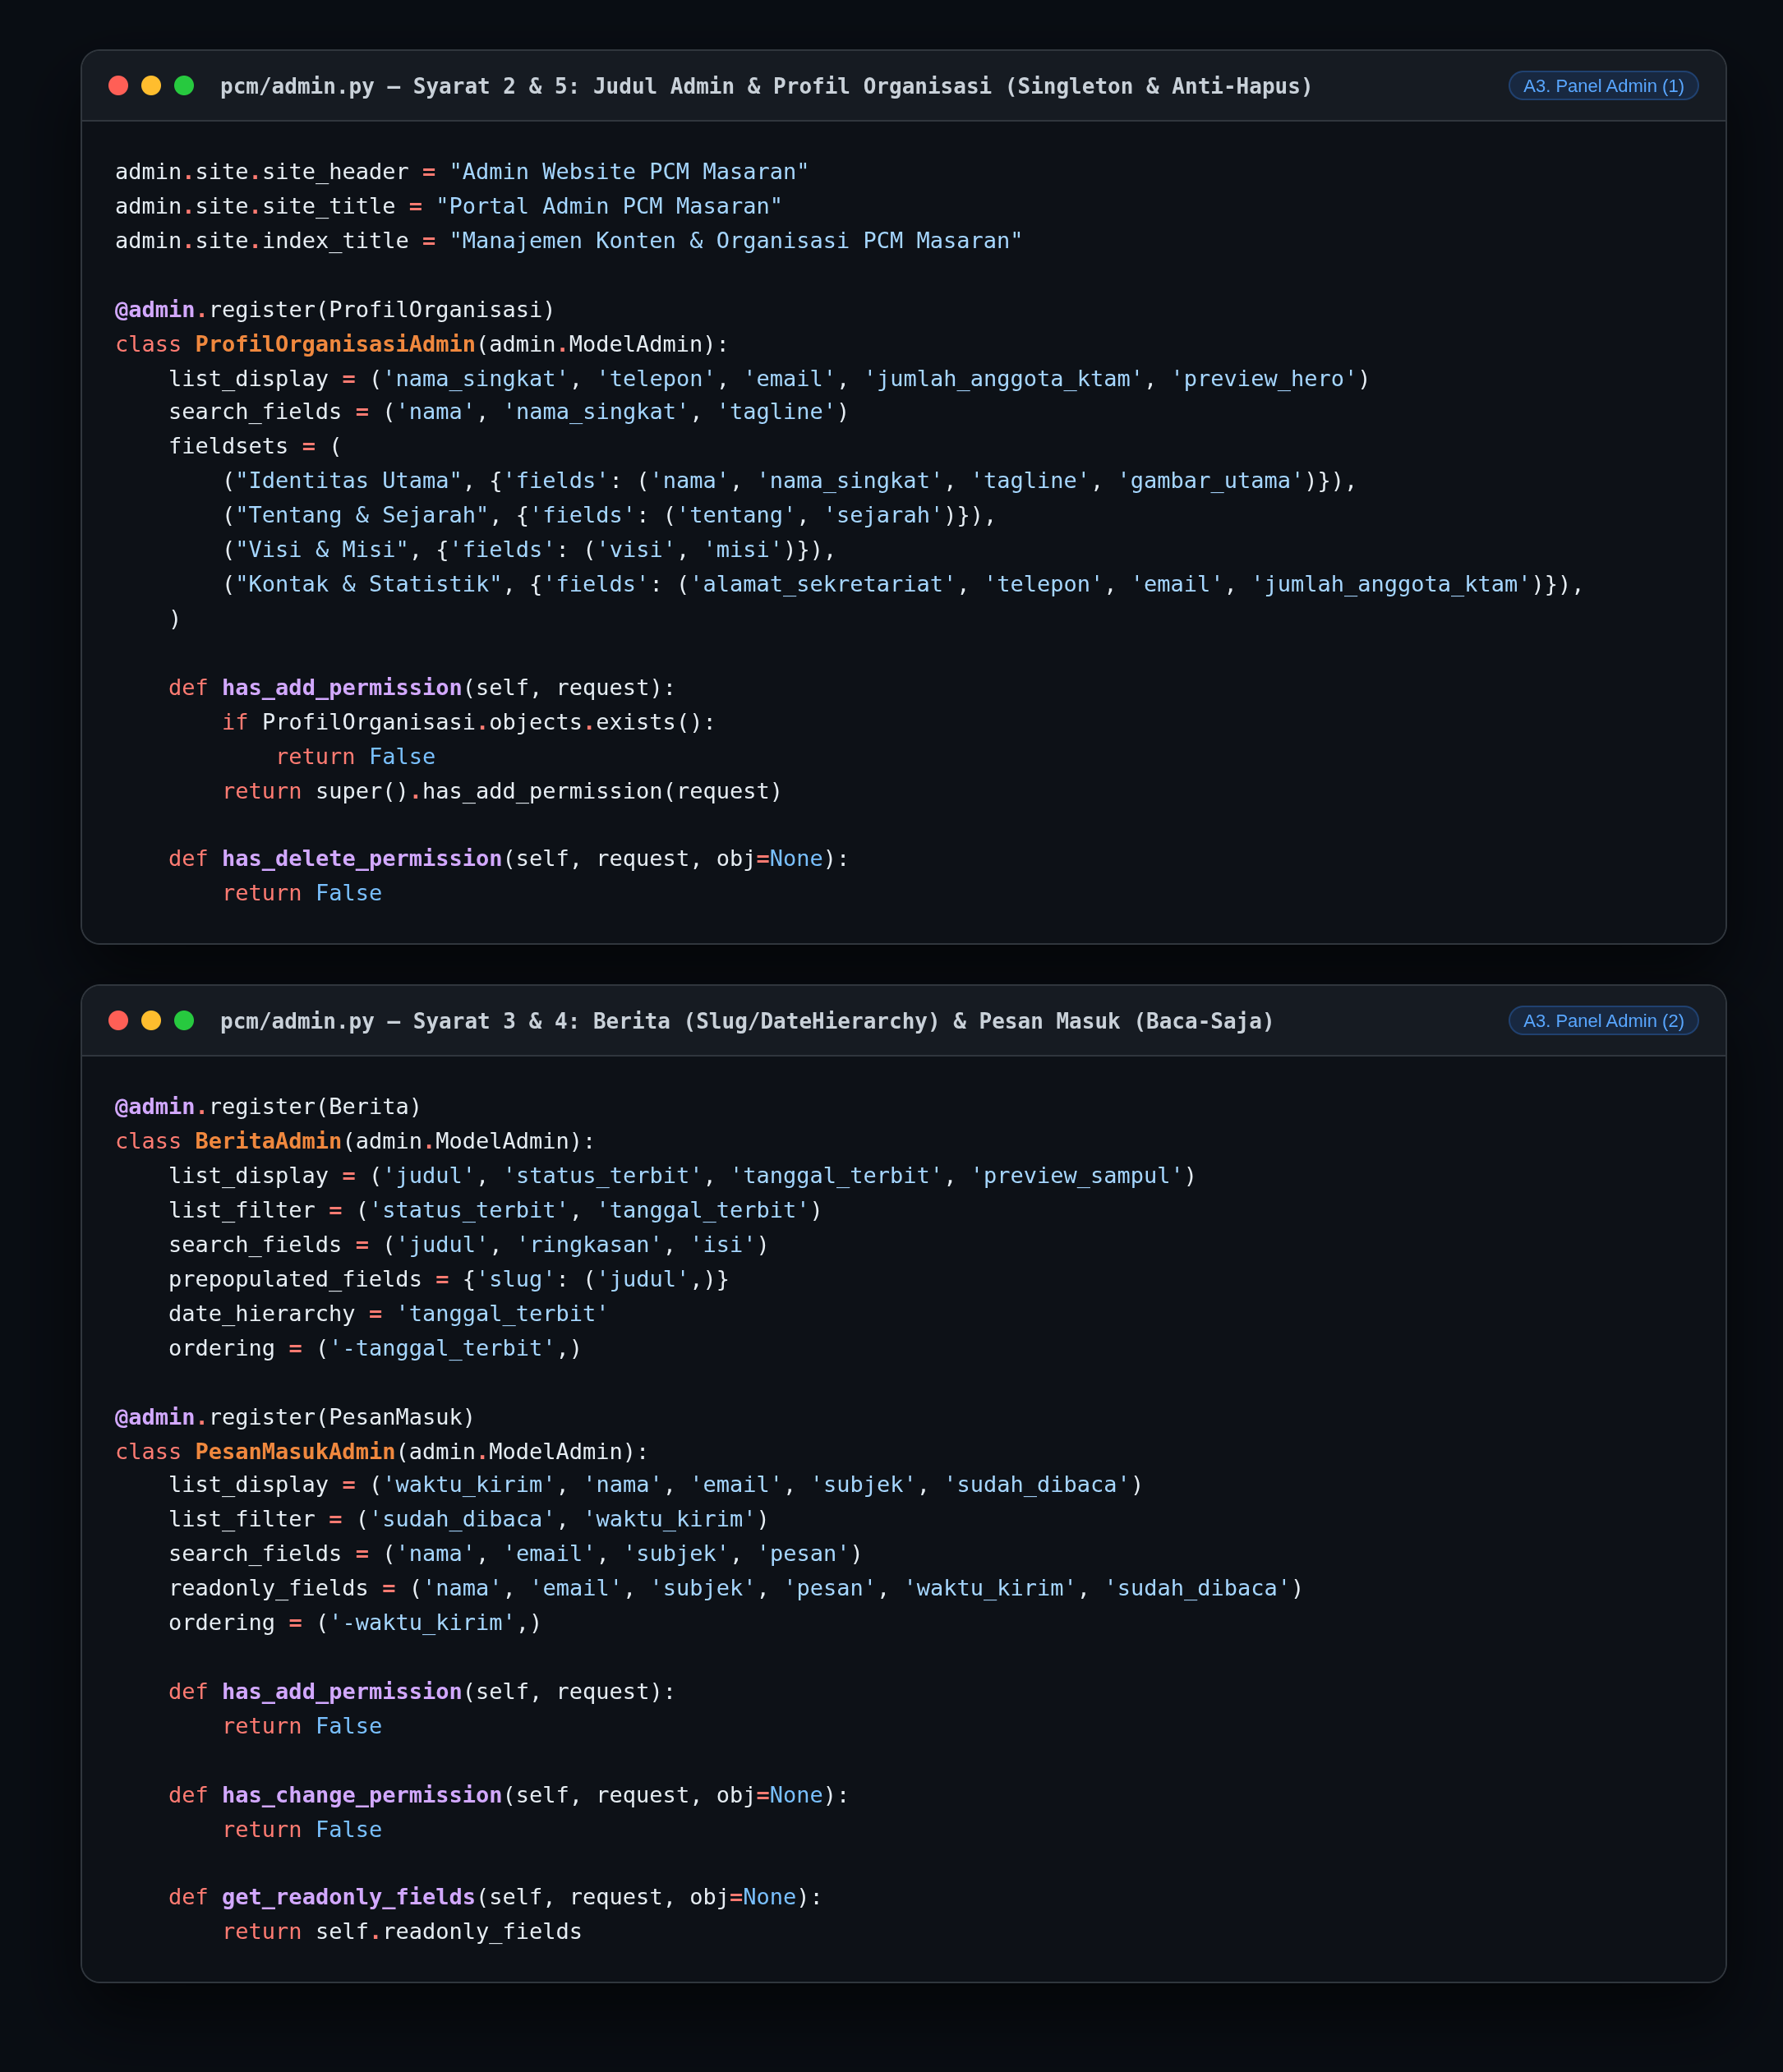 pcm/admin.py — Syarat 2 & 5: Judul Admin & Profil Organisasi (Singleton & Anti-Hapus)
A3. Panel Admin (1)
admin.site.site_header = "Admin Website PCM Masaran"
admin.site.site_title = "Portal Admin PCM Masaran"
admin.site.index_title = "Manajemen Konten & Organisasi PCM Masaran"

@admin.register(ProfilOrganisasi)
class ProfilOrganisasiAdmin(admin.ModelAdmin):
    list_display = ('nama_singkat', 'telepon', 'email', 'jumlah_anggota_ktam', 'preview_hero')
    search_fields = ('nama', 'nama_singkat', 'tagline')
    fieldsets = (
        ("Identitas Utama", {'fields': ('nama', 'nama_singkat', 'tagline', 'gambar_utama')}),
        ("Tentang & Sejarah", {'fields': ('tentang', 'sejarah')}),
        ("Visi & Misi", {'fields': ('visi', 'misi')}),
        ("Kontak & Statistik", {'fields': ('alamat_sekretariat', 'telepon', 'email', 'jumlah_anggota_ktam')}),
    )

    def has_add_permission(self, request):
        if ProfilOrganisasi.objects.exists():
            return False
        return super().has_add_permission(request)

    def has_delete_permission(self, request, obj=None):
        return False

pcm/admin.py — Syarat 3 & 4: Berita (Slug/DateHierarchy) & Pesan Masuk (Baca-Saja)
A3. Panel Admin (2)
@admin.register(Berita)
class BeritaAdmin(admin.ModelAdmin):
    list_display = ('judul', 'status_terbit', 'tanggal_terbit', 'preview_sampul')
    list_filter = ('status_terbit', 'tanggal_terbit')
    search_fields = ('judul', 'ringkasan', 'isi')
    prepopulated_fields = {'slug': ('judul',)}
    date_hierarchy = 'tanggal_terbit'
    ordering = ('-tanggal_terbit',)

@admin.register(PesanMasuk)
class PesanMasukAdmin(admin.ModelAdmin):
    list_display = ('waktu_kirim', 'nama', 'email', 'subjek', 'sudah_dibaca')
    list_filter = ('sudah_dibaca', 'waktu_kirim')
    search_fields = ('nama', 'email', 'subjek', 'pesan')
    readonly_fields = ('nama', 'email', 'subjek', 'pesan', 'waktu_kirim', 'sudah_dibaca')
    ordering = ('-waktu_kirim',)

    def has_add_permission(self, request):
        return False

    def has_change_permission(self, request, obj=None):
        return False

    def get_readonly_fields(self, request, obj=None):
        return self.readonly_fields